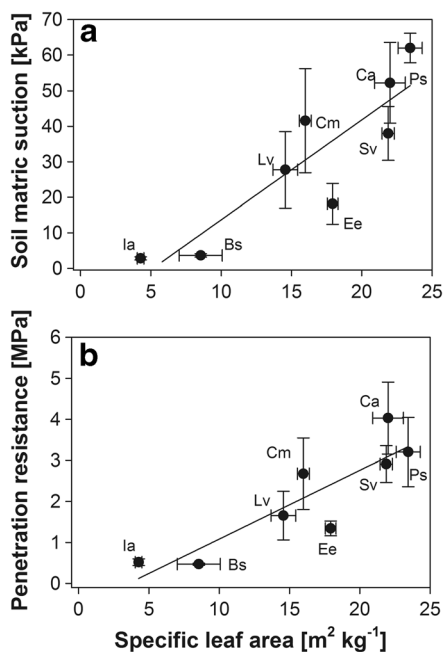 a
Soil matric suction [kPa]
70
60
50
40
30
20
10
0
Ia
Bs
Lv
Cm
Ee
Ca
Sv
Ps
0 5 10 15 20 25
b
Penetration resistance [MPa]
6
5
4
3
2
1
0
Ia
Bs
Lv
Cm
Ee
Ca
Sv
Ps
0 5 10 15 20 25
Specific leaf area [m² kg⁻¹]